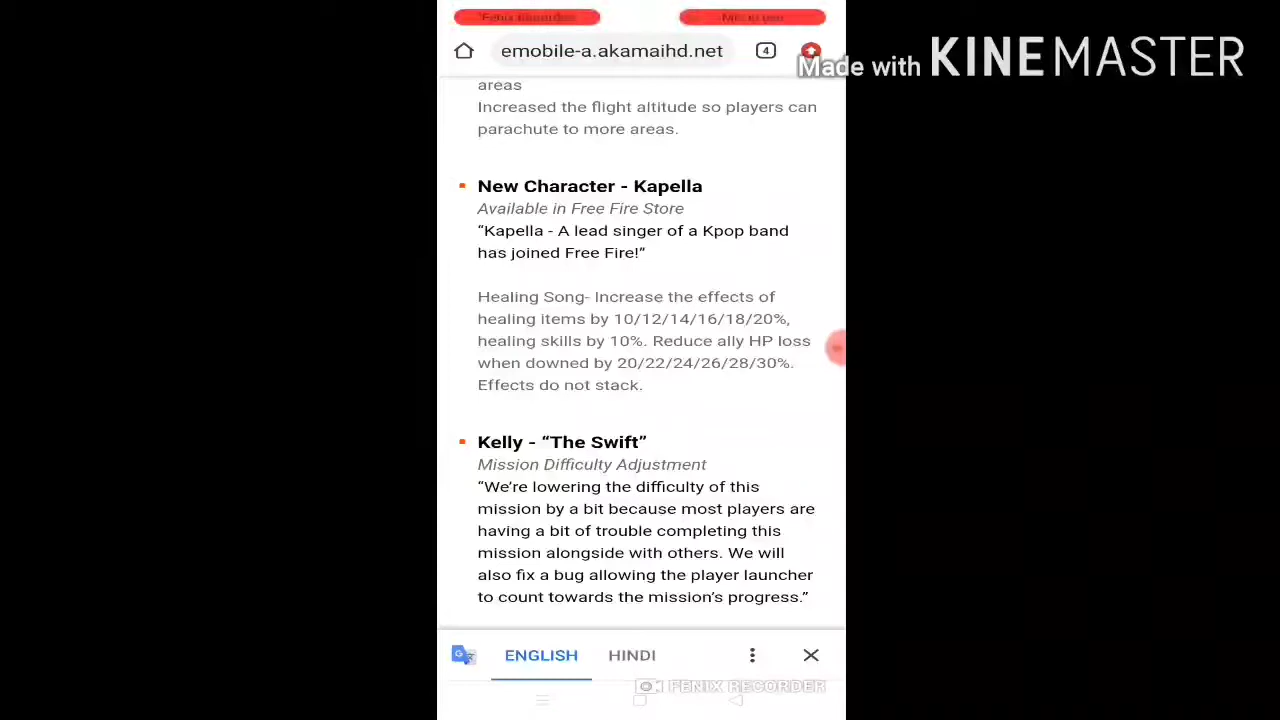 "Fenix Recorder"
emobile-a.akamaihd.net
4
Made with KINEMASTER
areas
Increased the flight altitude so players can
parachute to more areas.
New Character - Kapella
Available in Free Fire Store
“Kapella - A lead singer of a Kpop band
has joined Free Fire!”
Healing Song- Increase the effects of
healing items by 10/12/14/16/18/20%,
healing skills by 10%. Reduce ally HP loss
when downed by 20/22/24/26/28/30%.
Effects do not stack.
Kelly - “The Swift”
Mission Difficulty Adjustment
“We’re lowering the difficulty of this
mission by a bit because most players are
having a bit of trouble completing this
mission alongside with others. We will
also fix a bug allowing the player launcher
to count towards the mission’s progress.”
ENGLISH HINDI
FENIX RECORDER